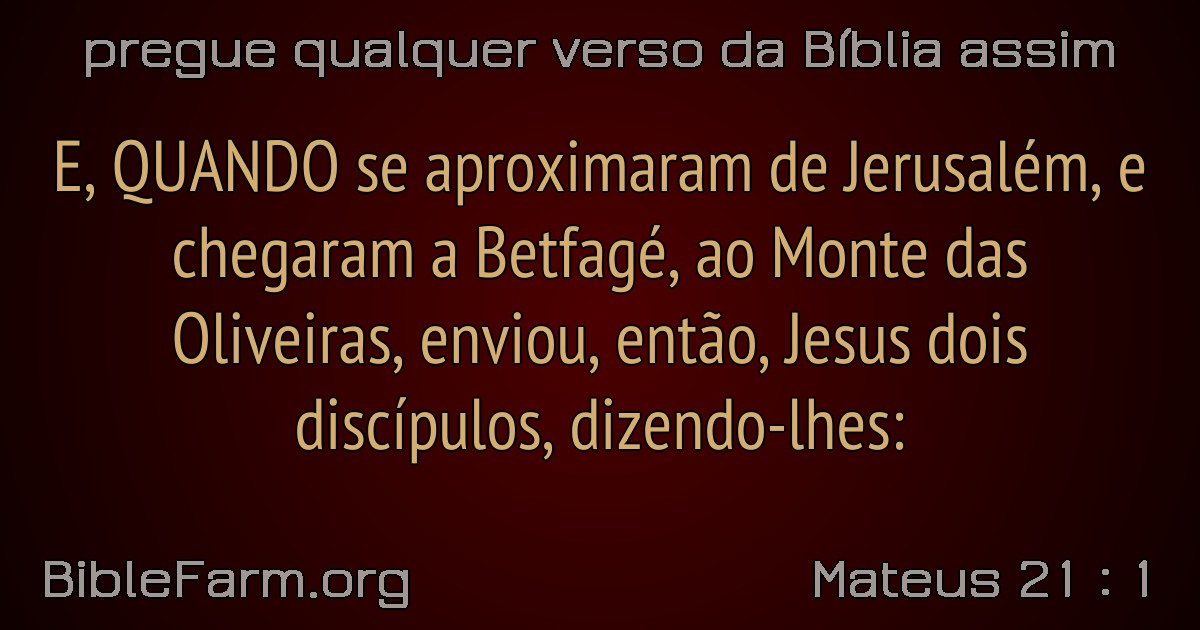 pregue qualquer verso da Bíblia assim
E, QUANDO se aproximaram de Jerusalém, e
chegaram a Betfagé, ao Monte das
Oliveiras, enviou, então, Jesus dois
discípulos, dizendo-lhes:
BibleFarm.org
Mateus 21 : 1